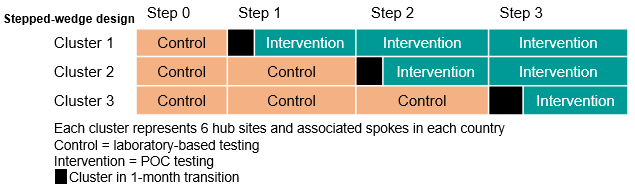 Stepped-wedge design Step 0 Step 1 Step 2 Step 3
Cluster 1 Control Intervention Intervention Intervention
Cluster 2 Control Control Intervention Intervention
Cluster 3 Control Control Control Intervention
Each cluster represents 6 hub sites and associated spokes in each country
Control = laboratory-based testing
Intervention = POC testing
Cluster in 1-month transition